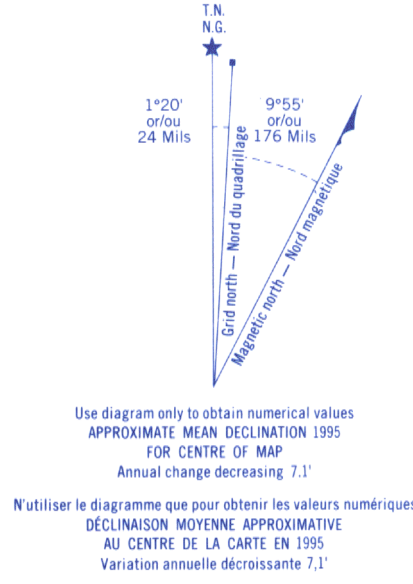 T.N.
N.G.
1°20'
or/ou
24 Mils
9°55'
or/ou
176 Mils
Grid north — Nord du quadrillage
Magnetic north — Nord magnetique
Use diagram only to obtain numerical values
APPROXIMATE MEAN DECLINATION 1995
FOR CENTRE OF MAP
Annual change decreasing 7.1'
N'utiliser le diagramme que pour obtenir les valeurs numériques
DÉCLINAISON MOYENNE APPROXIMATIVE
AU CENTRE DE LA CARTE EN 1995
Variation annuelle décroissante 7,1'